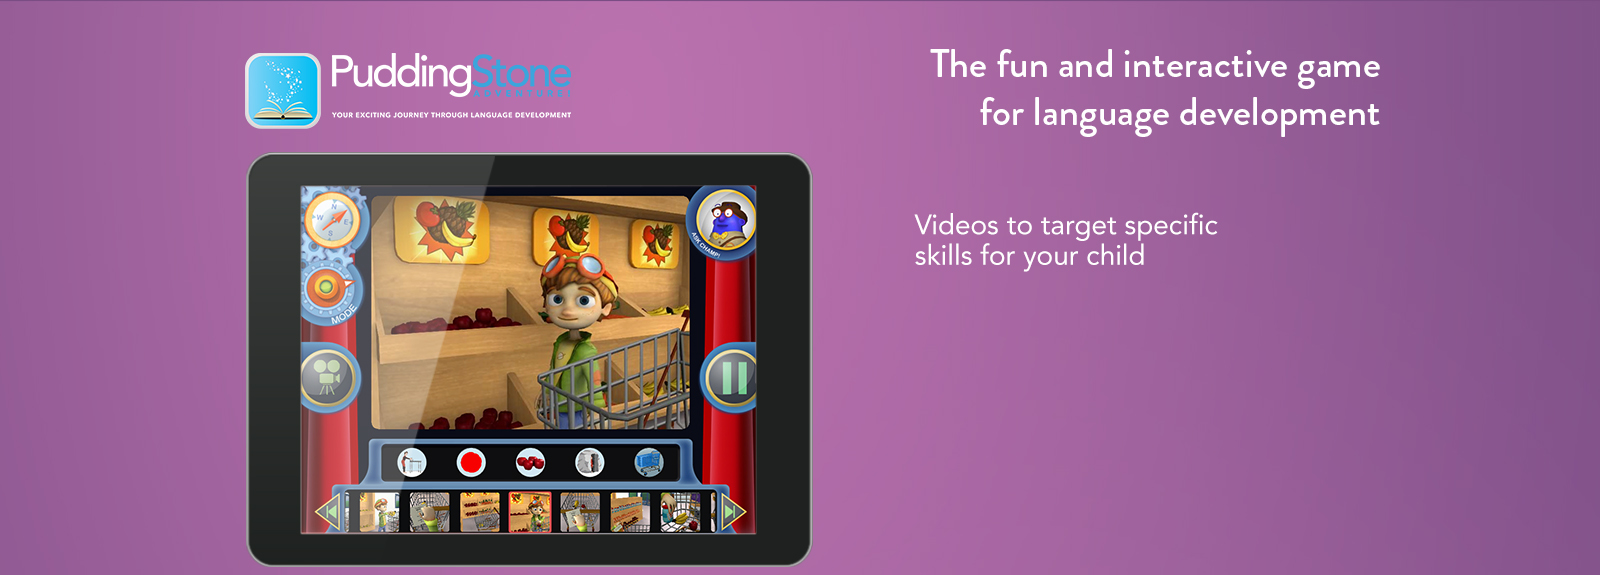 PuddingStone
ADVENTURE!
YOUR EXCITING JOURNEY THROUGH LANGUAGE DEVELOPMENT
The fun and interactive game
for language development
Videos to target specific
skills for your child
N
W E
S
MODE
ASK CHAMP!